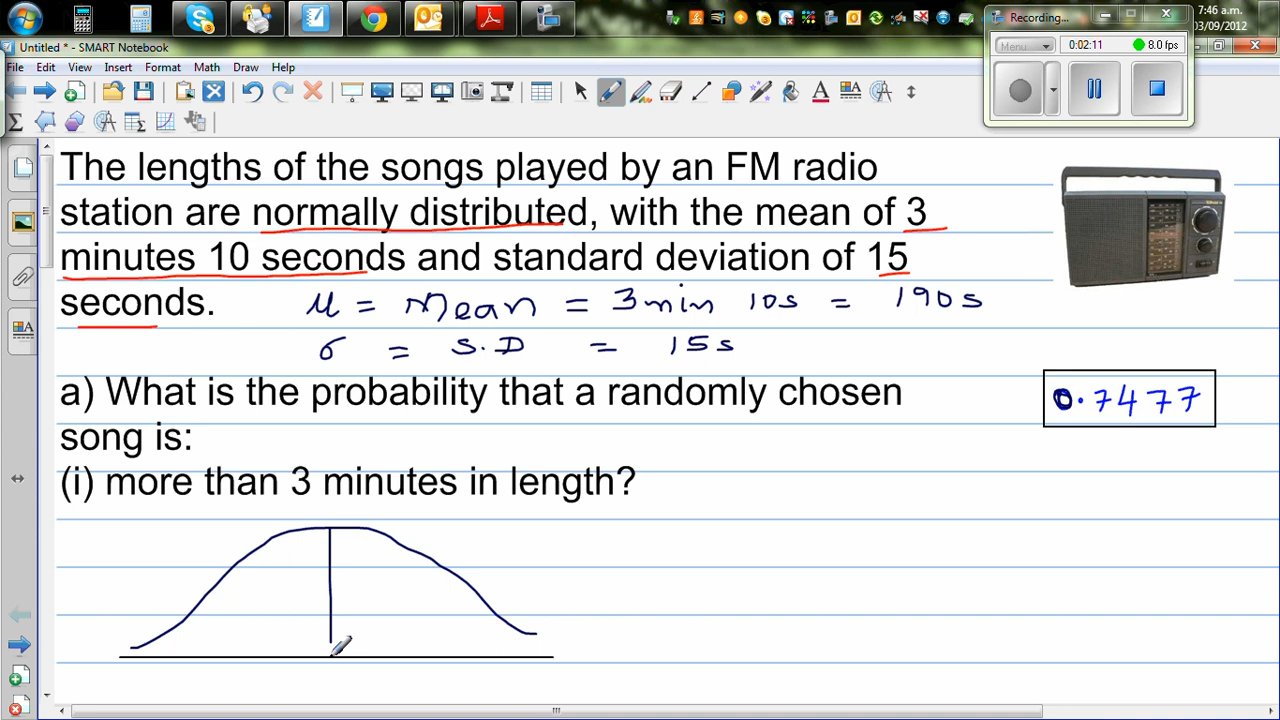 7:46 a.m.
03/09/2012
Recording...
Menu
0:02:11
8.0 fps
Untitled * - SMART Notebook
File Edit View Insert Format Math Draw Help
The lengths of the songs played by an FM radio
station are normally distributed, with the mean of 3
minutes 10 seconds and standard deviation of 15
seconds.
μ = Mean = 3 min 10s = 190s
σ = S.D = 15s
a) What is the probability that a randomly chosen
song is:
0.7477
(i) more than 3 minutes in length?